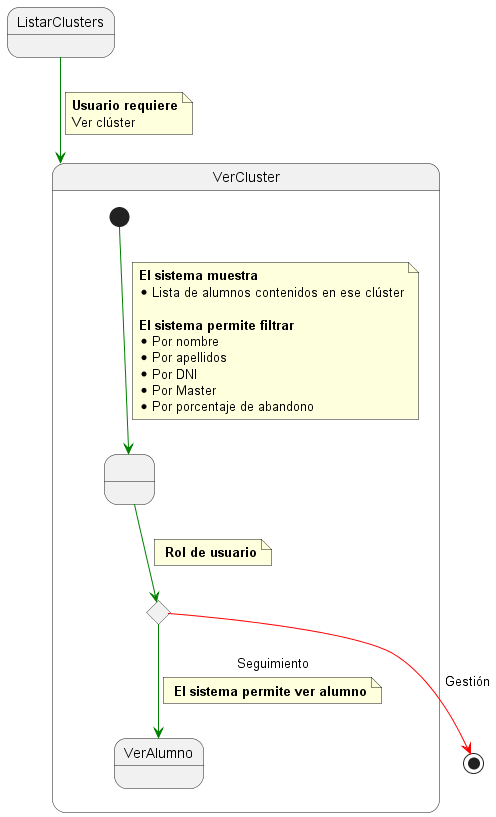 ListarClusters
Usuario requiere
Ver clúster
VerCluster
El sistema muestra
• Lista de alumnos contenidos en ese clúster
El sistema permite filtrar
• Por nombre
• Por apellidos
• Por DNI
• Por Master
• Por porcentaje de abandono
Rol de usuario
Seguimiento
Gestión
El sistema permite ver alumno
VerAlumno